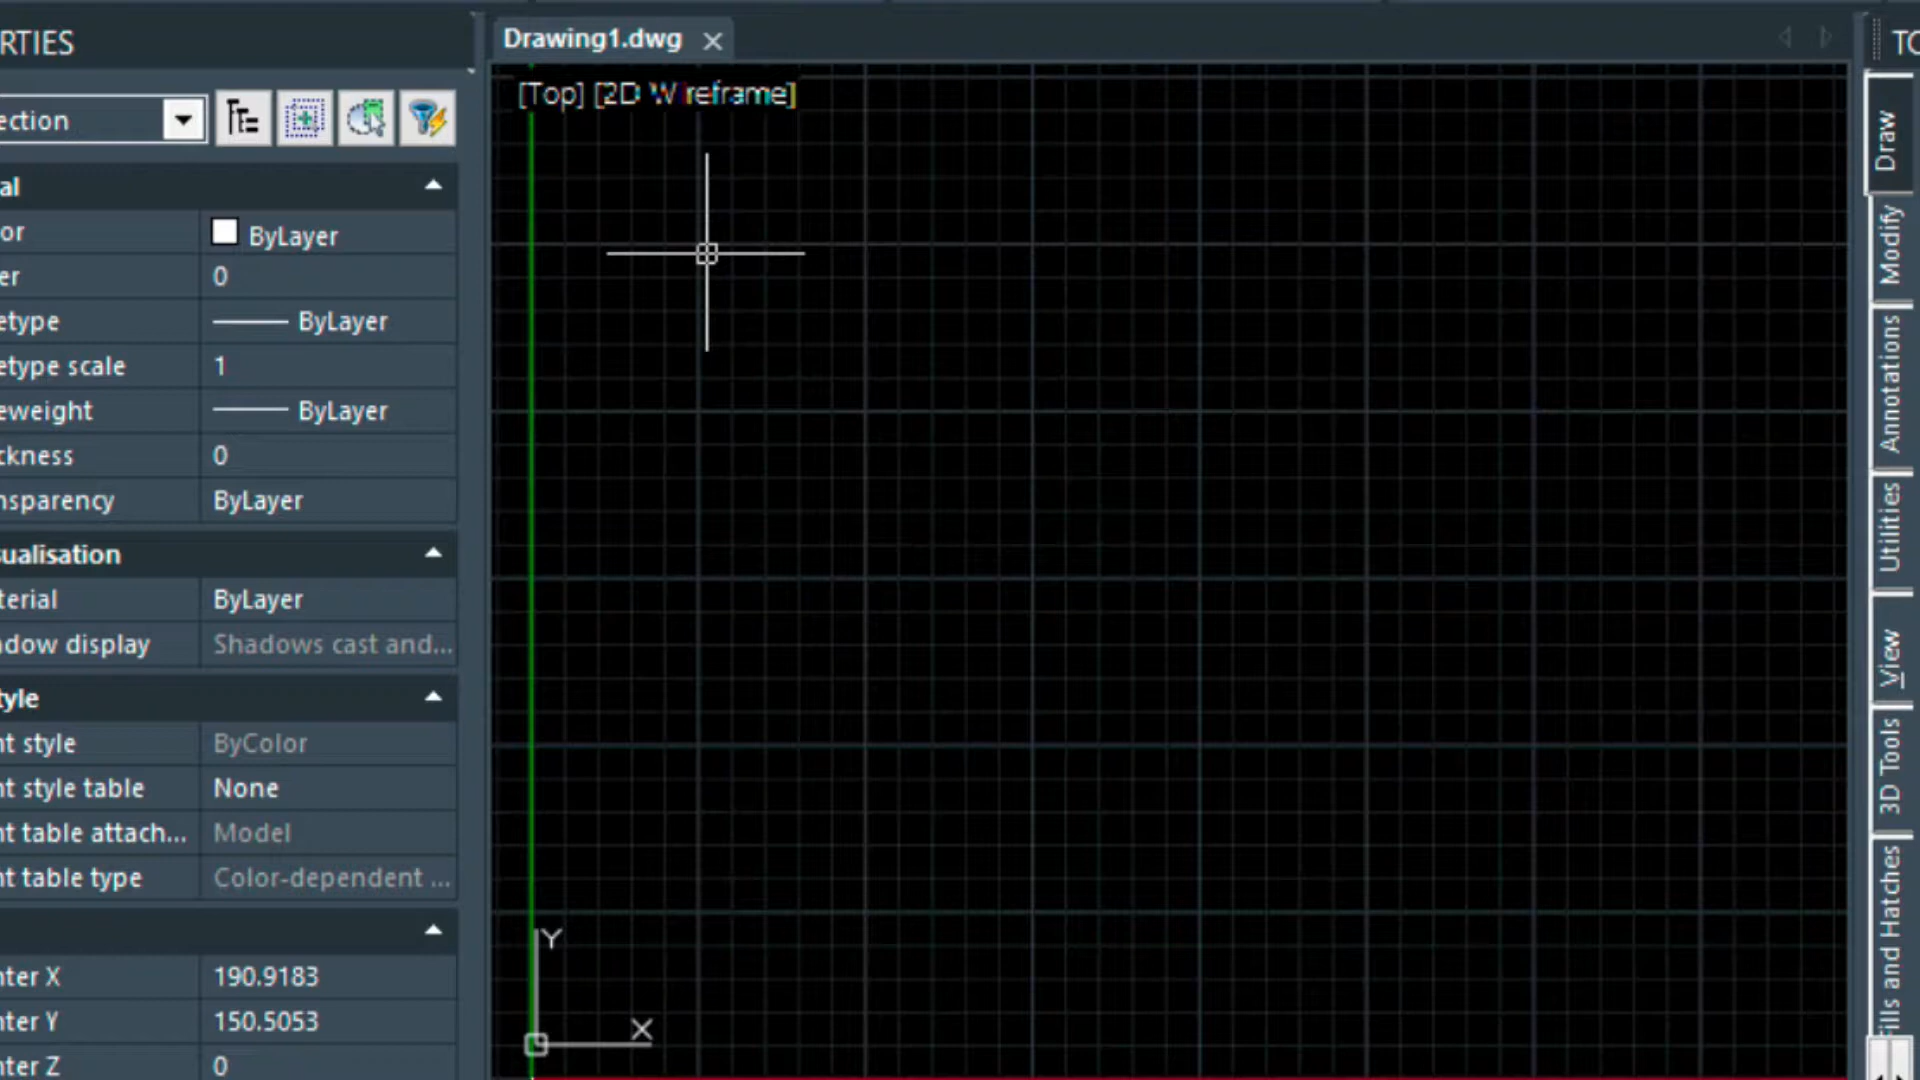 RTIES
Drawing1.dwg
TO
[Top] [2D Wireframe]
ection
al
or ByLayer
er 0
etype ByLayer
etype scale 1
eweight ByLayer
ckness 0
nsparency ByLayer
sualisation
terial ByLayer
adow display Shadows cast and...
tyle
nt style ByColor
nt style table None
nt table attach... Model
nt table type Color-dependent ...
nter X 190.9183
nter Y 150.5053
nter Z 0
Y
X
Draw
Modify
Annotations
Utilities
View
3D Tools
ills and Hatches